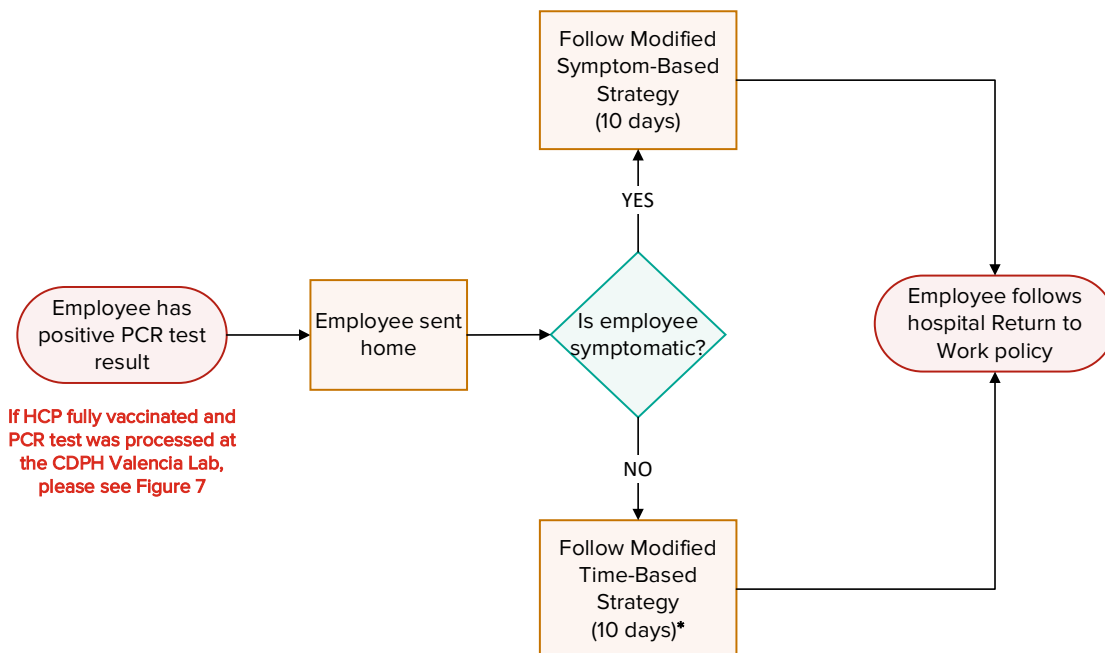 Employee has
positive PCR test
result
If HCP fully vaccinated and
PCR test was processed at
the CDPH Valencia Lab,
please see Figure 7
Employee sent
home
Is employee
symptomatic?
YES
Follow Modified
Symptom-Based
Strategy
(10 days)
NO
Follow Modified
Time-Based
Strategy
(10 days)*
Employee follows
hospital Return to
Work policy